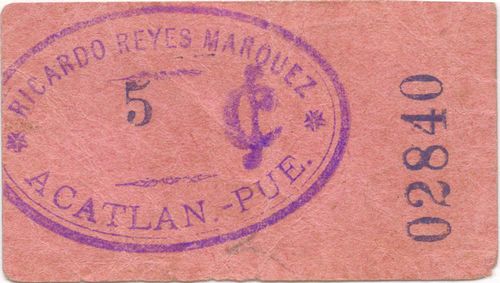 RICARDO REYES MARQUEZ
5 ¢
ACATLAN.-PUE.
02840